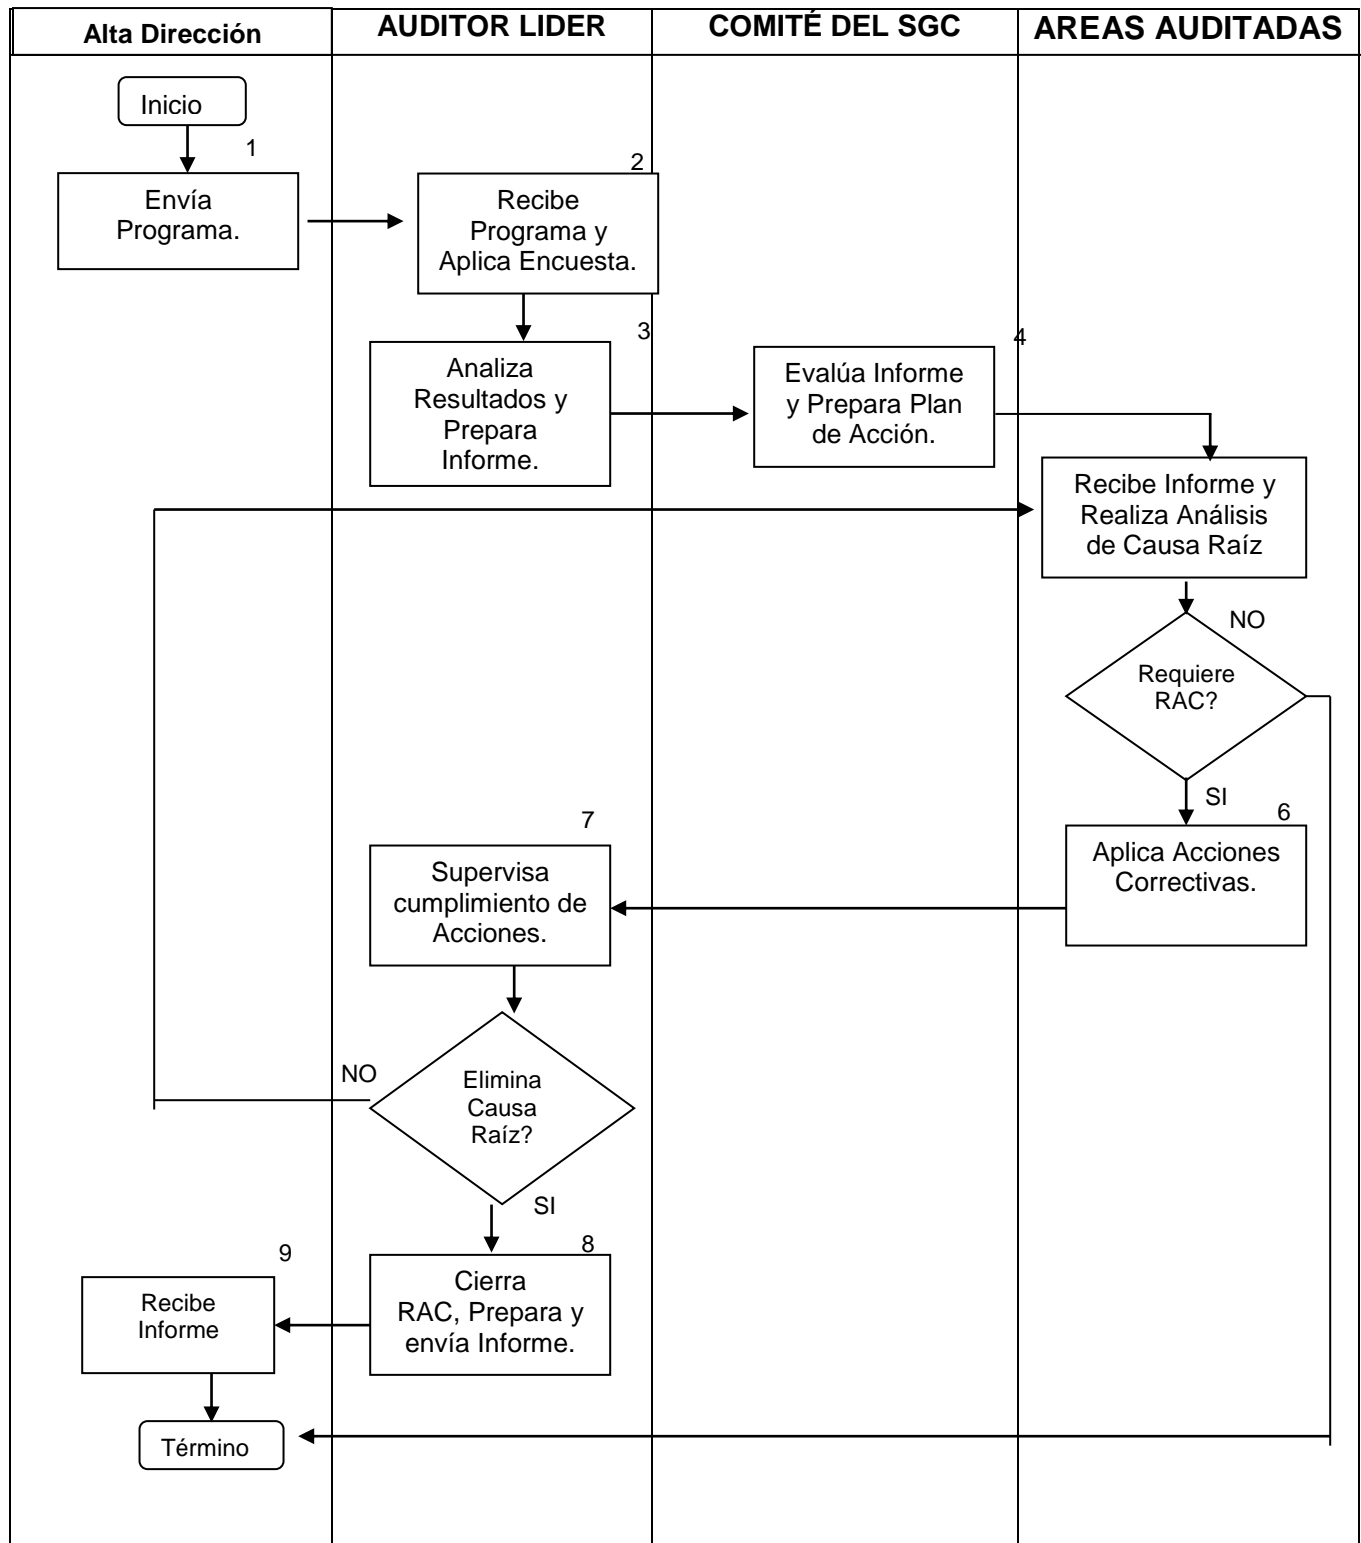 Alta Dirección
AUDITOR LIDER
COMITÉ DEL SGC
AREAS AUDITADAS
Inicio
1
Envía
Programa.
2
Recibe
Programa y
Aplica Encuesta.
3
Analiza
Resultados y
Prepara
Informe.
4
Evalúa Informe
y Prepara Plan
de Acción.
Recibe Informe y
Realiza Análisis
de Causa Raíz
NO
Requiere
RAC?
SI
6
Aplica Acciones
Correctivas.
7
Supervisa
cumplimiento de
Acciones.
NO
Elimina
Causa
Raíz?
SI
8
Cierra
RAC, Prepara y
envía Informe.
9
Recibe
Informe
Término